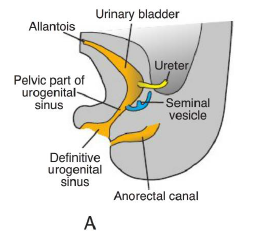 Urinary bladder
Allantois
Ureter
Pelvic part of
urogenital
sinus
Seminal
vesicle
Definitive
urogenital
sinus
Anorectal canal
A